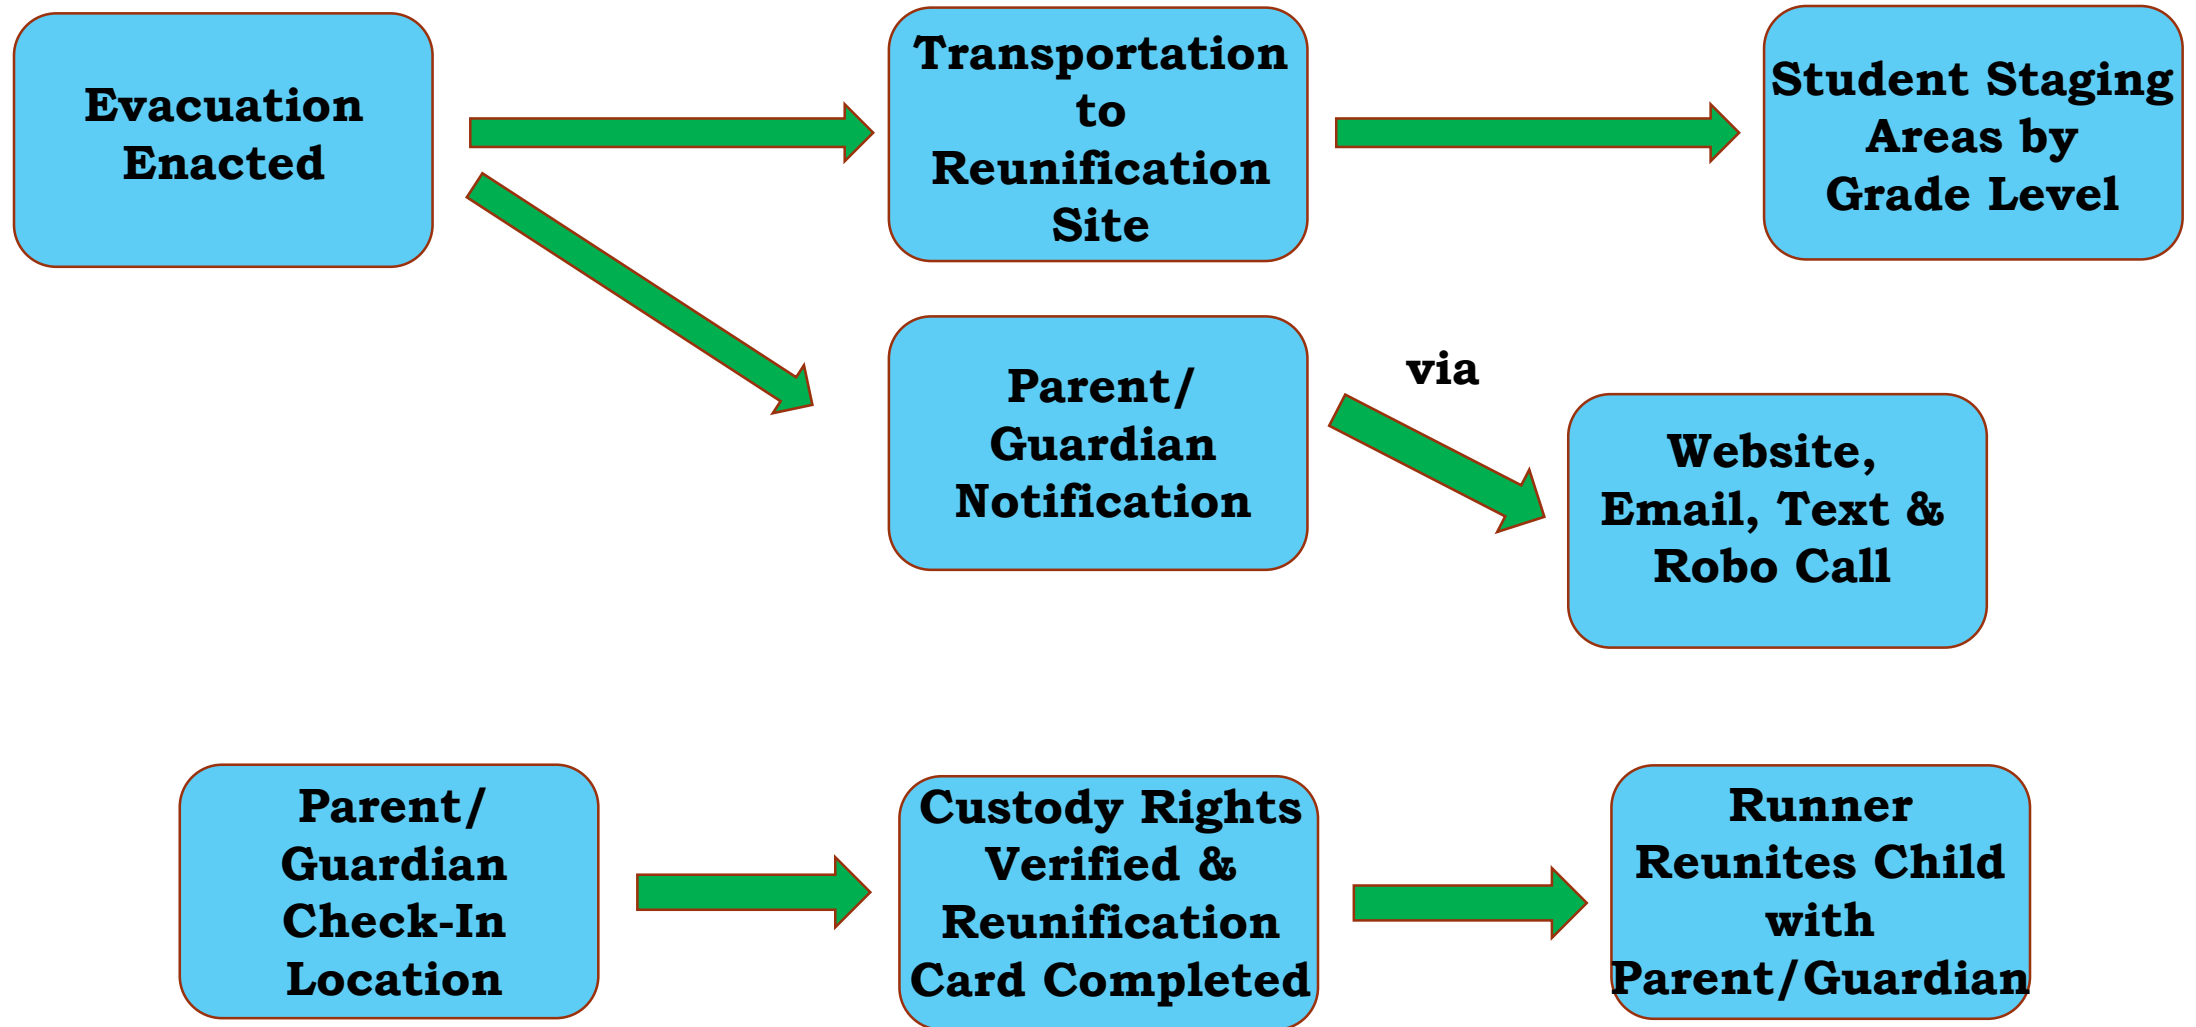 Evacuation
Enacted
Transportation
to
Reunification
Site
Student Staging
Areas by
Grade Level
Parent/
Guardian
Notification
via
Website,
Email, Text &
Robo Call
Parent/
Guardian
Check-In
Location
Custody Rights
Verified &
Reunification
Card Completed
Runner
Reunites Child
with
Parent/Guardian